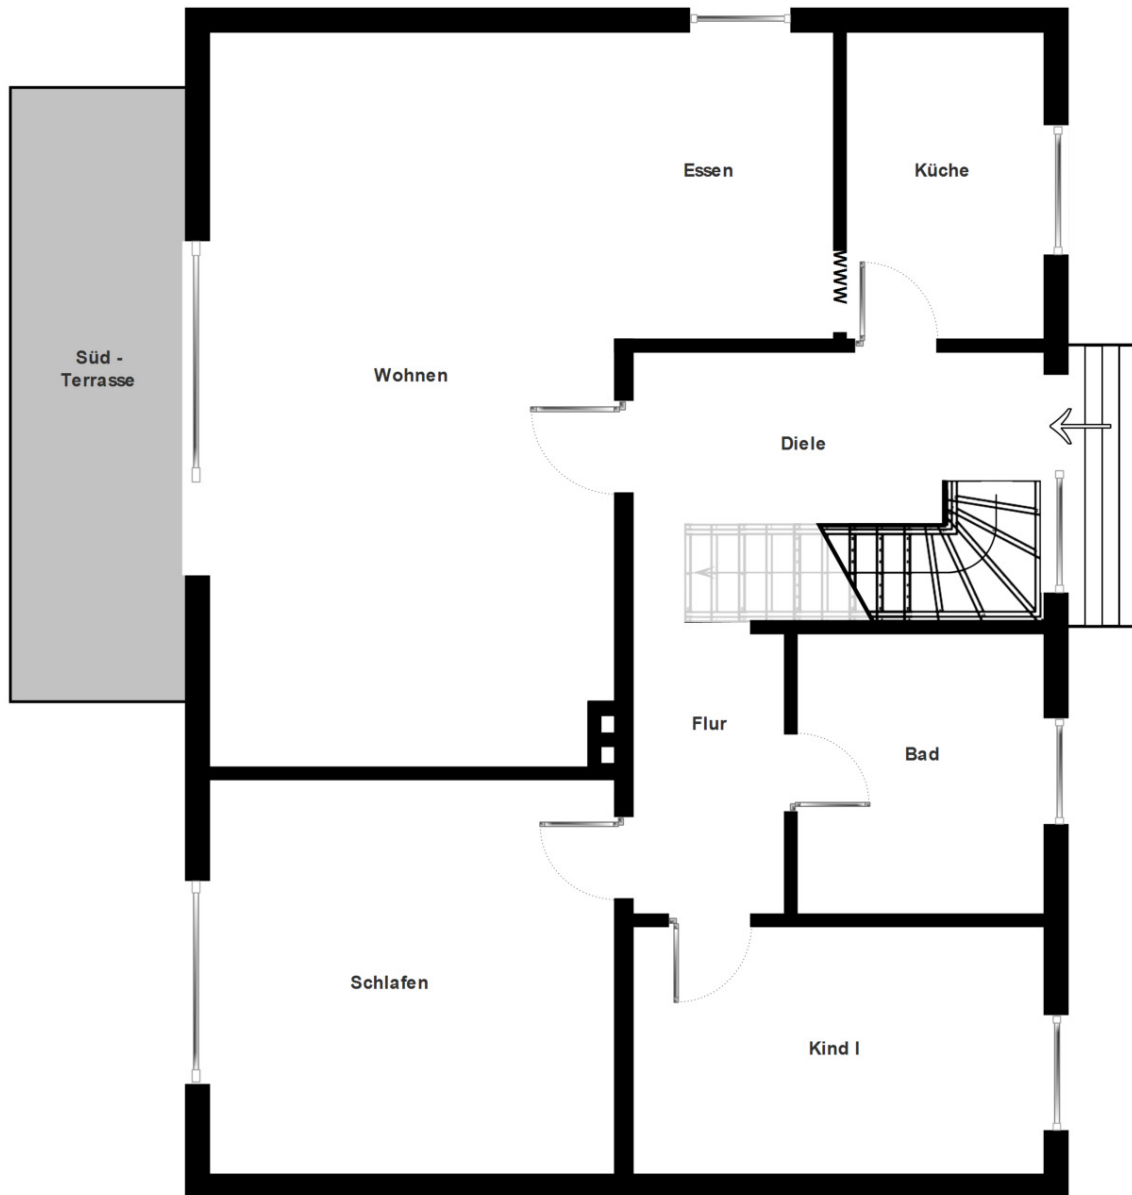 Essen
Küche
Süd -
Terrasse
Wohnen
Diele
Flur
Bad
Schlafen
Kind I